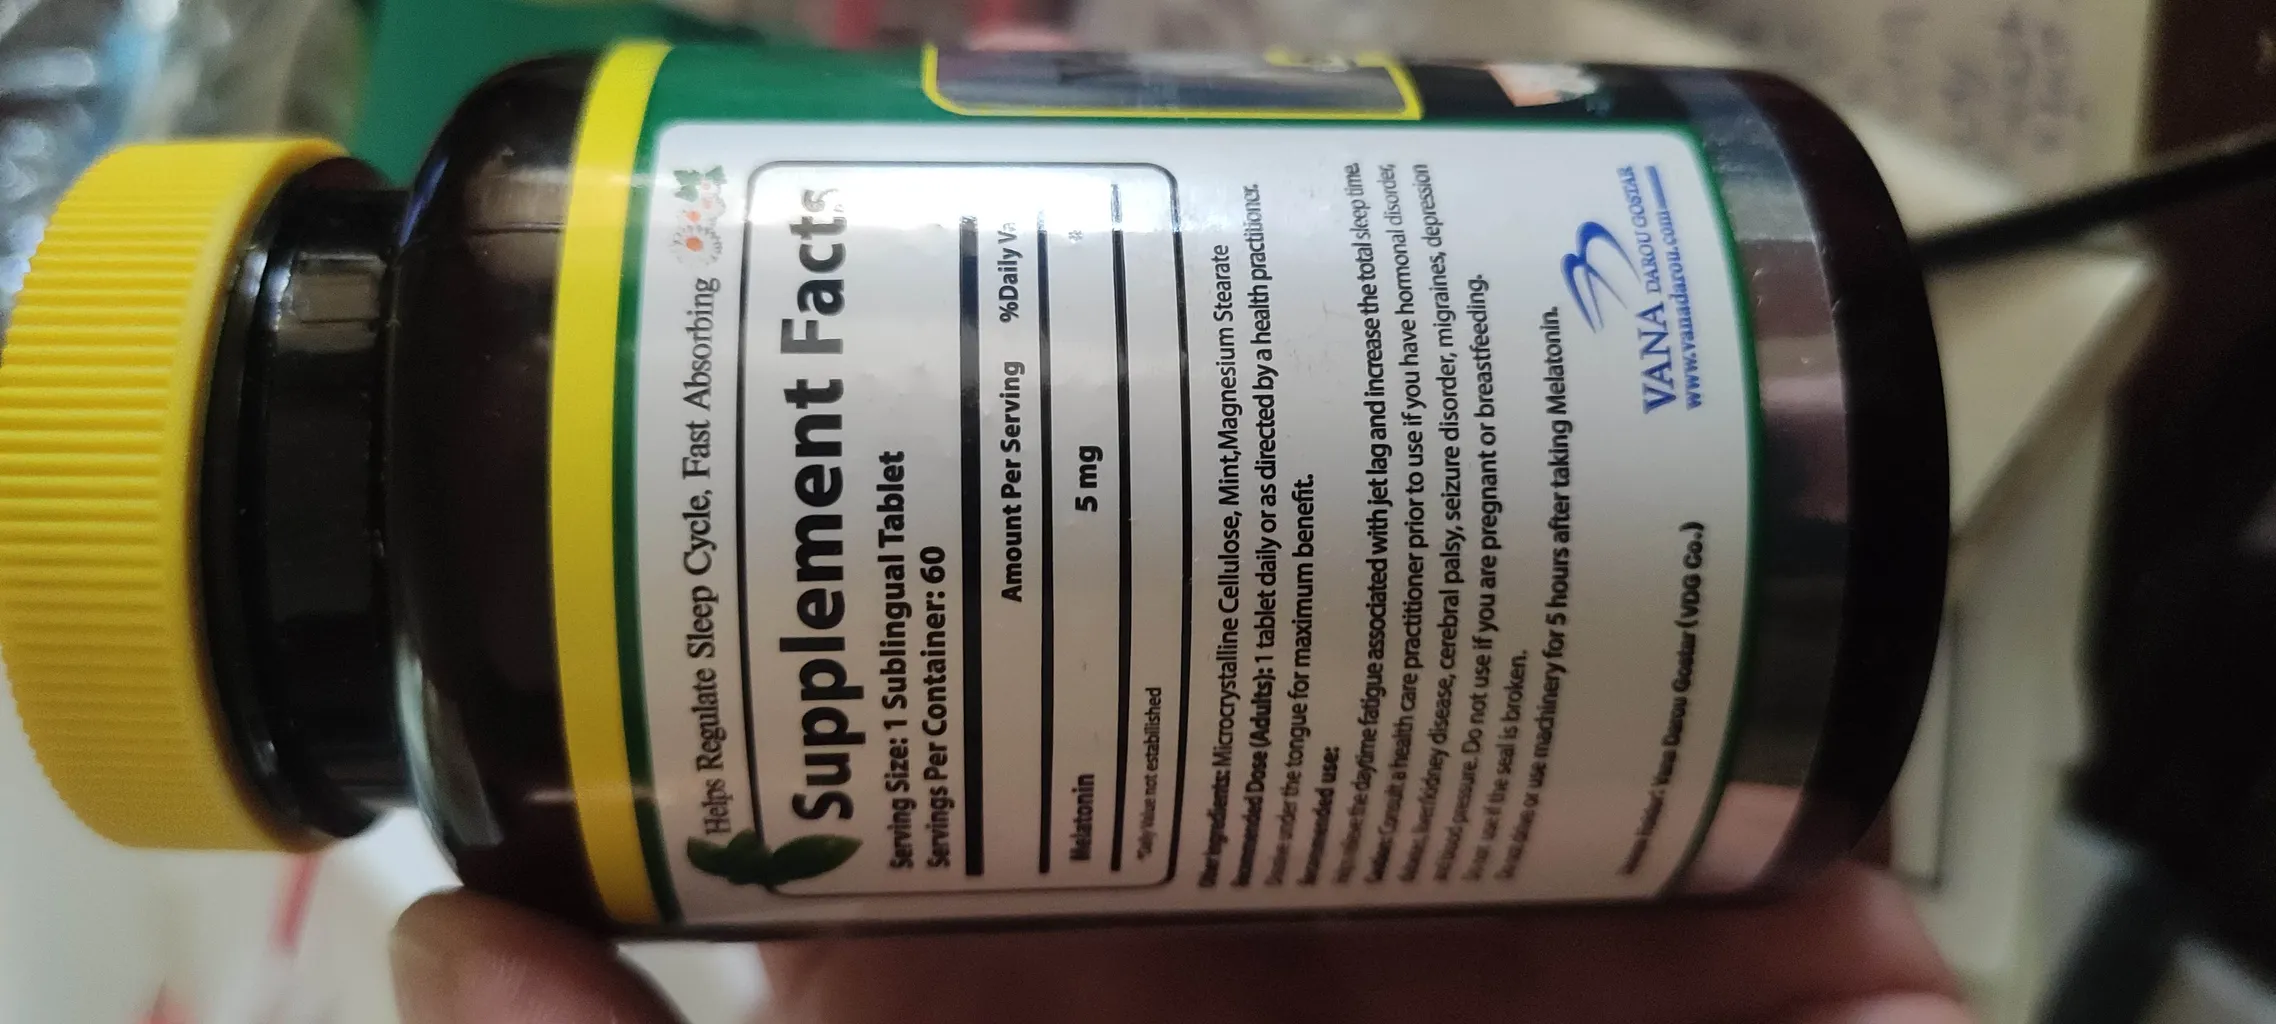 Helps Regulate Sleep Cycle, Fast Absorbing
Supplement Facts
Serving Size: 1 Sublingual Tablet
Servings Per Container: 60
Amount Per Serving %Daily Va
Melatonin 5 mg *
*Daily Value not established
Other Ingredients: Microcrystalline Cellulose, Mint,Magnesium Stearate
Recommended Dose (Adults): 1 tablet daily or as directed by a health practitioner.
Dissolve under the tongue for maximum benefit.
Recommended use:
the daytime fatigue associated with jet lag and increase the total sleep time.
Consult a health care practitioner prior to use if you have hormonal disorder,
liver/kidney disease, cerebral palsy, seizure disorder, migraines, depression
blood pressure. Do not use if you are pregnant or breastfeeding.
Do not use if the seal is broken.
Do not drive or use machinery for 5 hours after taking Melatonin.
VANA DAROU GOSTAR
www.vanadarou.com
Vana Darou Gostar (VDG Co.)